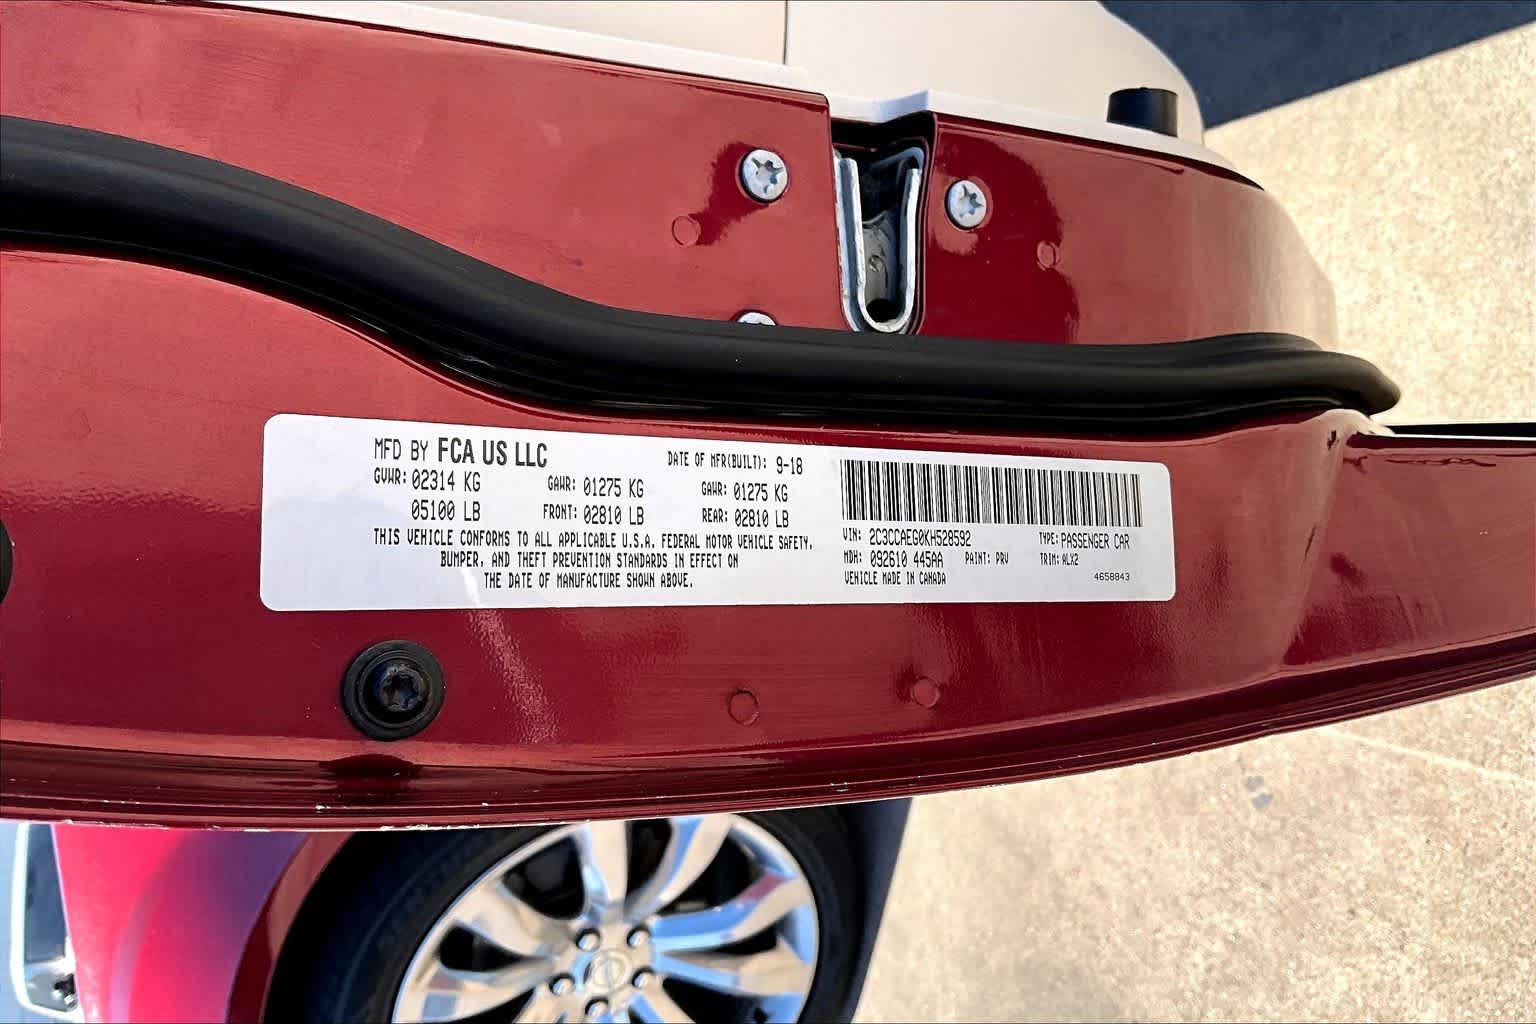 MFD BY FCA US LLC DATE OF MFR(BUILT): 9-18
GVWR: 02314 KG GAWR: 01275 KG GAWR: 01275 KG
05100 LB FRONT: 02810 LB REAR: 02810 LB
THIS VEHICLE CONFORMS TO ALL APPLICABLE U.S.A. FEDERAL MOTOR VEHICLE SAFETY,
BUMPER, AND THEFT PREVENTION STANDARDS IN EFFECT ON
THE DATE OF MANUFACTURE SHOWN ABOVE.
VIN: 2C3CCAEG0KH528592 TYPE: PASSENGER CAR
MDH: 092610 445AA PAINT: PRV TRIM: ALX2
VEHICLE MADE IN CANADA 4658843